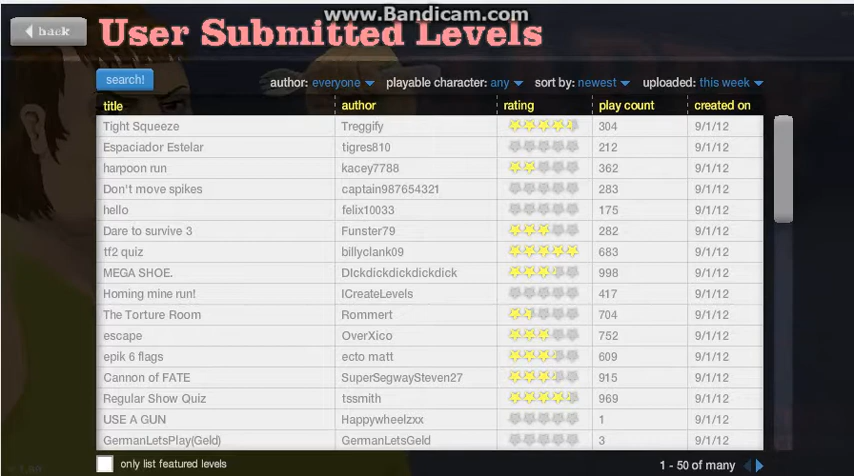 www.Bandicam.com
back User Submitted Levels
search! author: everyone playable character: any sort by: newest uploaded: this week
title author rating play count created on
Tight Squeeze Treggify 304 9/1/12
Espaciador Estelar tigres810 212 9/1/12
harpoon run kacey7788 362 9/1/12
Don't move spikes captain987654321 283 9/1/12
hello felix10033 175 9/1/12
Dare to survive 3 Funster79 282 9/1/12
tf2 quiz billyclank09 683 9/1/12
MEGA SHOE. DIckdickdickdickdick 998 9/1/12
Homing mine run! ICreateLevels 417 9/1/12
The Torture Room Rommert 704 9/1/12
escape OverXico 752 9/1/12
epik 6 flags ecto matt 609 9/1/12
Cannon of FATE SuperSegwaySteven27 915 9/1/12
Regular Show Quiz tssmith 969 9/1/12
USE A GUN Happywheelzxx 1 9/1/12
GermanLetsPlay(Geld) GermanLetsGeld 3 9/1/12
only list featured levels 1 - 50 of many